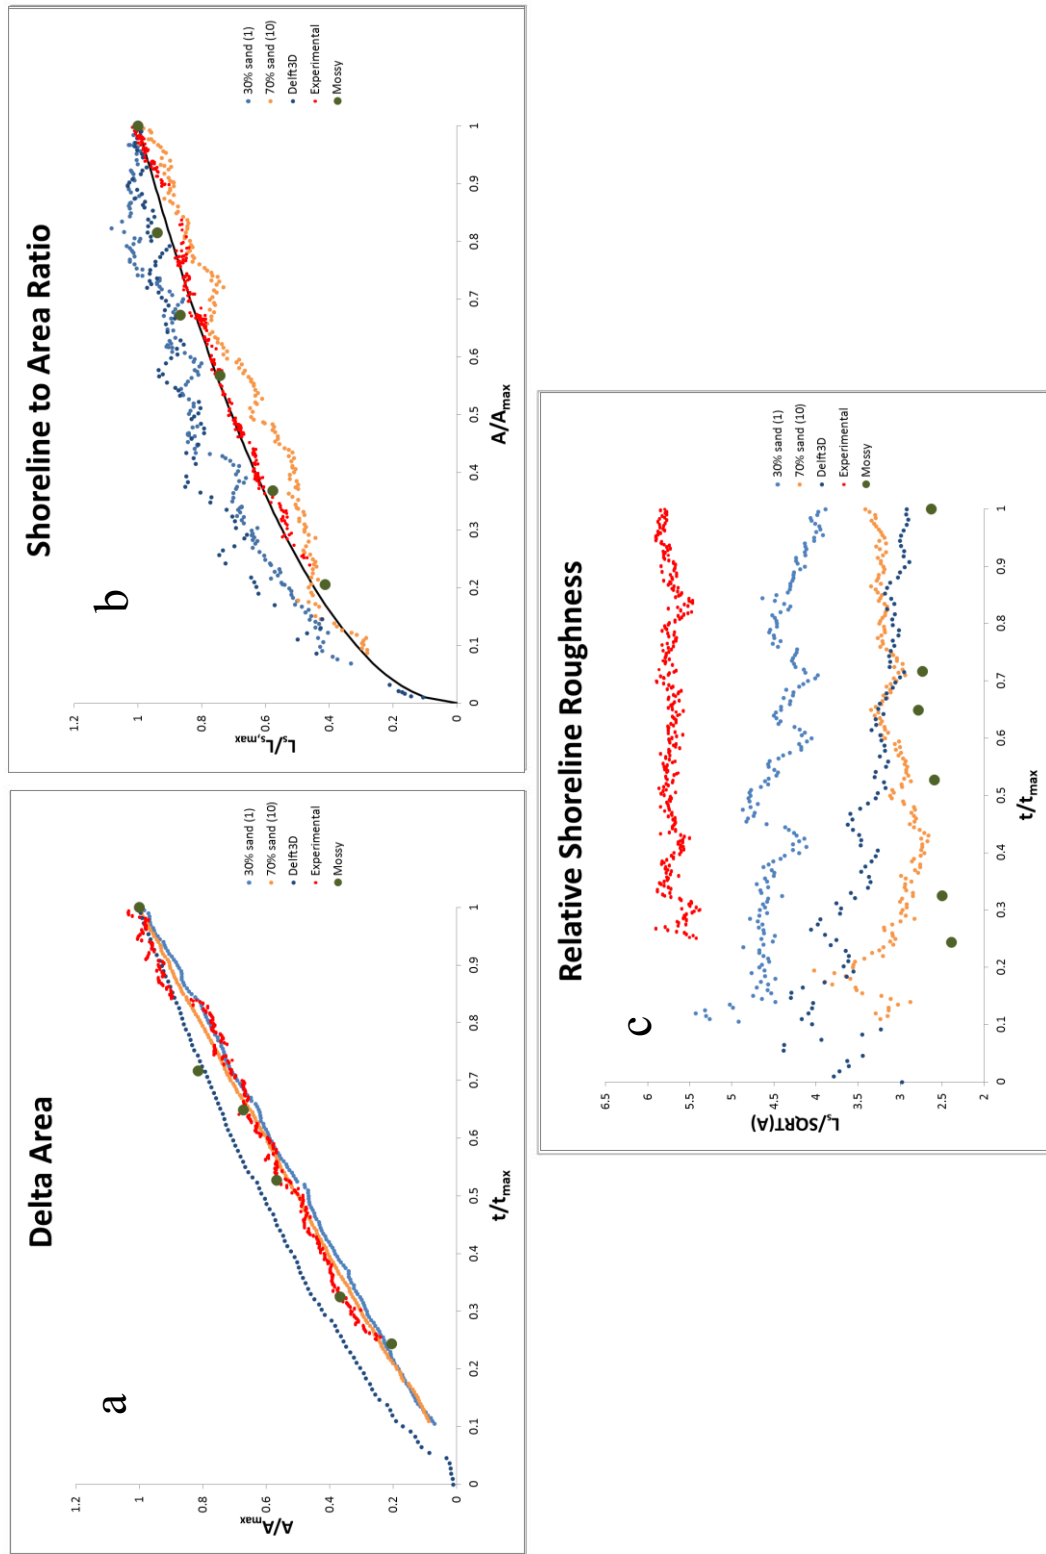 Delta Area
a
A/Amax
1.2
1
0.8
0.6
0.4
0.2
0
0 0.1 0.2 0.3 0.4 0.5 0.6 0.7 0.8 0.9 1
t/tmax
30% sand (1)
70% sand (10)
Delft3D
Experimental
Mossy
Shoreline to Area Ratio
b
Ls/Ls,max
1.2
1
0.8
0.6
0.4
0.2
0
0 0.1 0.2 0.3 0.4 0.5 0.6 0.7 0.8 0.9 1
A/Amax
30% sand (1)
70% sand (10)
Delft3D
Experimental
Mossy
Relative Shoreline Roughness
c
Ls/SQRT(A)
6.5
6
5.5
5
4.5
4
3.5
3
2.5
2
0 0.1 0.2 0.3 0.4 0.5 0.6 0.7 0.8 0.9 1
t/tmax
30% sand (1)
70% sand (10)
Delft3D
Experimental
Mossy